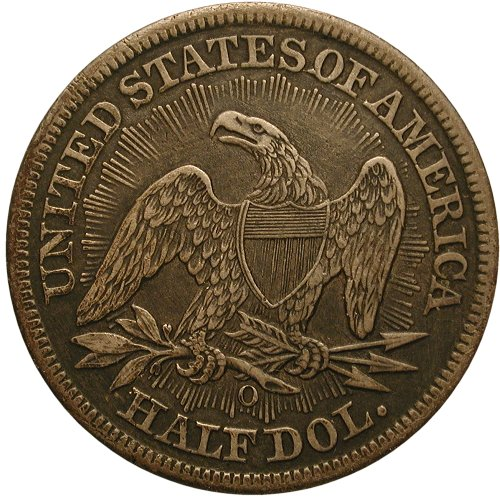 UNITED STATES OF AMERICA
O
HALF DOL.